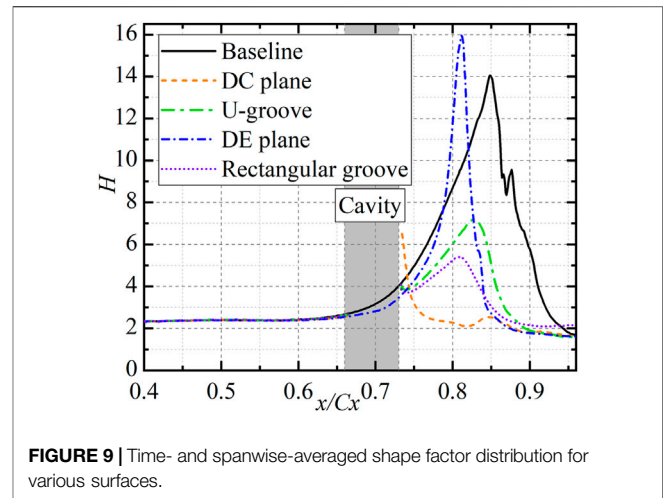 16
14
12
10
8
6
4
2
0
H
Baseline
DC plane
U-groove
DE plane
Rectangular groove
Cavity
0.4 0.5 0.6 0.7 0.8 0.9
x/Cx
FIGURE 9 | Time- and spanwise-averaged shape factor distribution for
various surfaces.